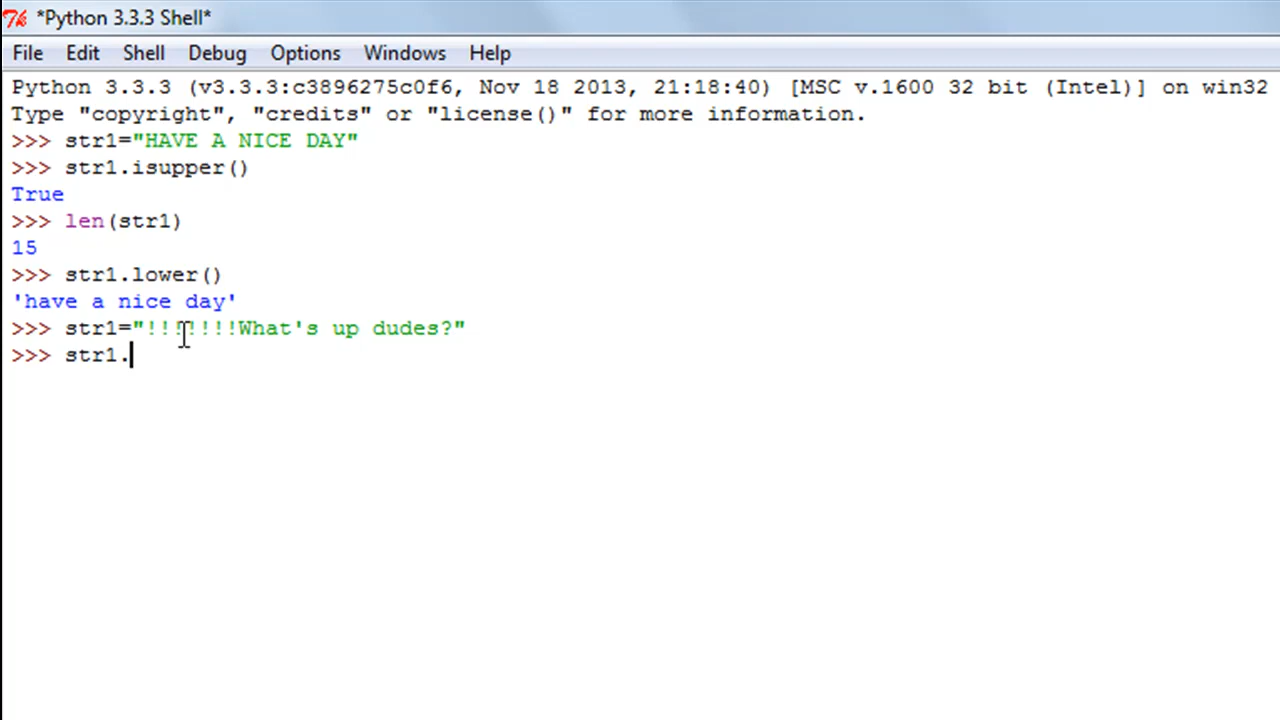 *Python 3.3.3 Shell*
File Edit Shell Debug Options Windows Help
Python 3.3.3 (v3.3.3:c3896275c0f6, Nov 18 2013, 21:18:40) [MSC v.1600 32 bit (Intel)] on win32
Type "copyright", "credits" or "license()" for more information.
>>> str1="HAVE A NICE DAY"
>>> str1.isupper()
True
>>> len(str1)
15
>>> str1.lower()
'have a nice day'
>>> str1="!!!!!!!What's up dudes?"
>>> str1.